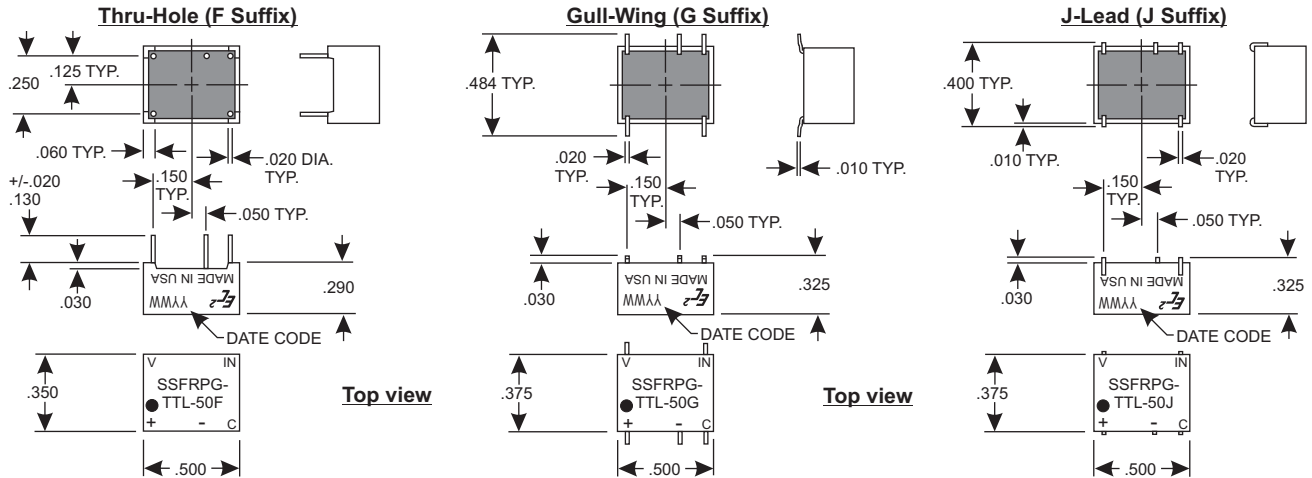 Thru-Hole (F Suffix)
.250
.125 TYP.
.060 TYP.
.020 DIA.
TYP.
+/-.020
.130
.150
TYP.
.050 TYP.
.030
MADE IN USA
YYWW
EC2
.290
DATE CODE
.350
V IN
SSFRPG-
TTL-50F
+ - C
.500
Top view
Gull-Wing (G Suffix)
.484 TYP.
.020
TYP.
.010 TYP.
.150
TYP.
.050 TYP.
.030
MADE IN USA
YYWW
EC2
.325
DATE CODE
.375
V IN
SSFRPG-
TTL-50G
+ - C
.500
Top view
J-Lead (J Suffix)
.400 TYP.
.010 TYP.
.020
TYP.
.150
TYP.
.050 TYP.
.030
MADE IN USA
YYWW
EC2
.325
DATE CODE
.375
V IN
SSFRPG-
TTL-50J
+ - C
.500